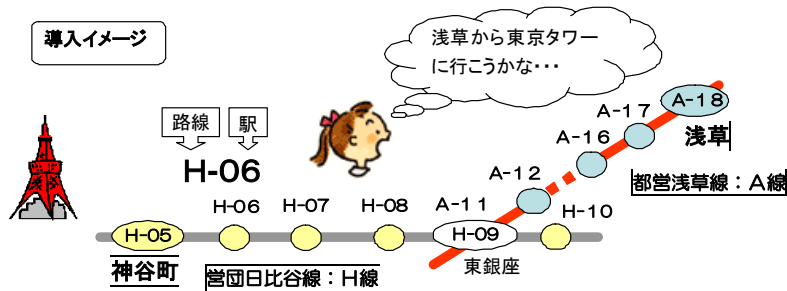 導入イメージ
浅草から東京タワー
に行こうかな・・・
路線
駅
H-06
A-18
A-17
A-16
浅草
A-12
都営浅草線：A線
H-06
H-07
H-08
A-11
H-10
H-05
H-09
神谷町
営団日比谷線：H線
東銀座